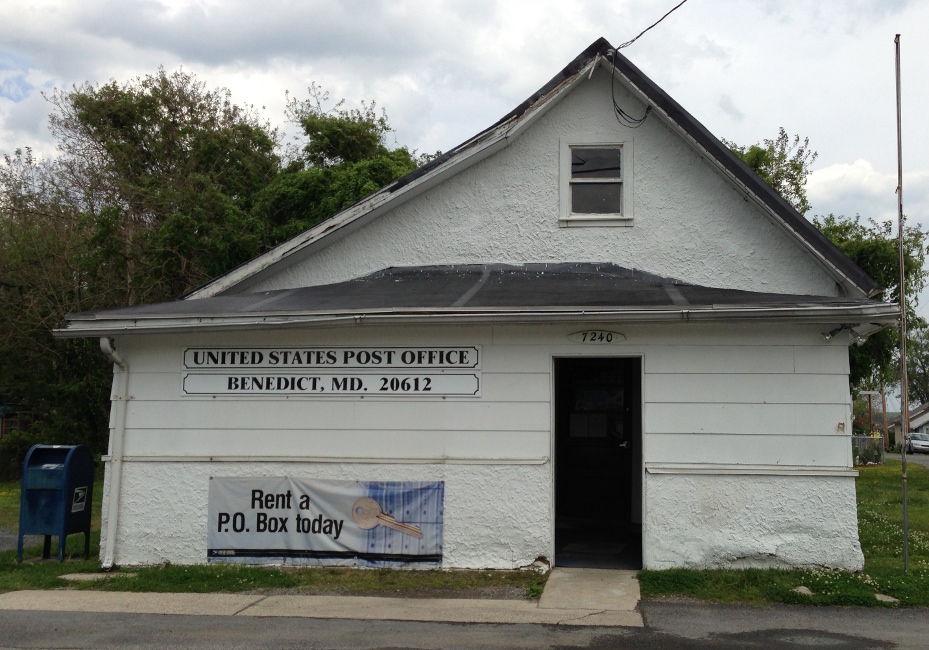 7240
UNITED STATES POST OFFICE
BENEDICT, MD. 20612
Rent a
P.O. Box today